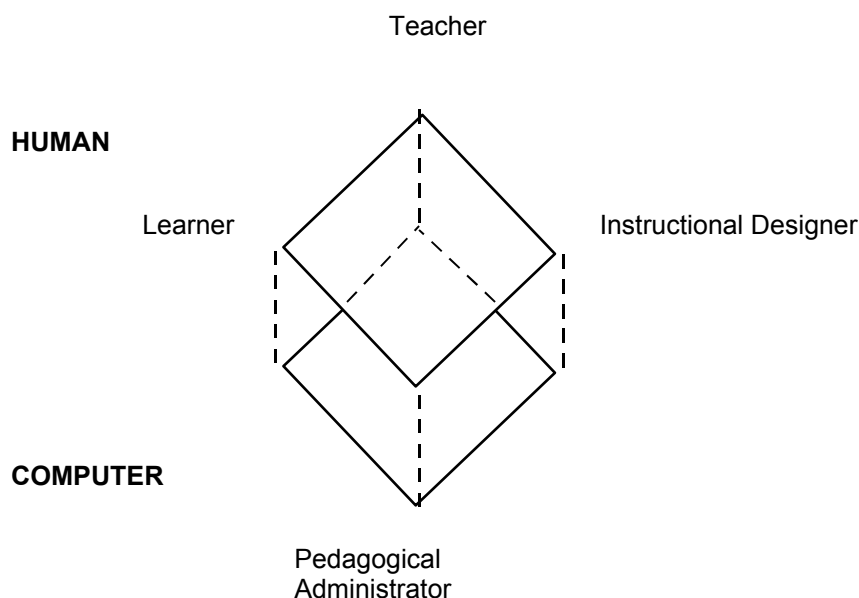 Teacher
HUMAN
Learner
Instructional Designer
COMPUTER
Pedagogical
Administrator